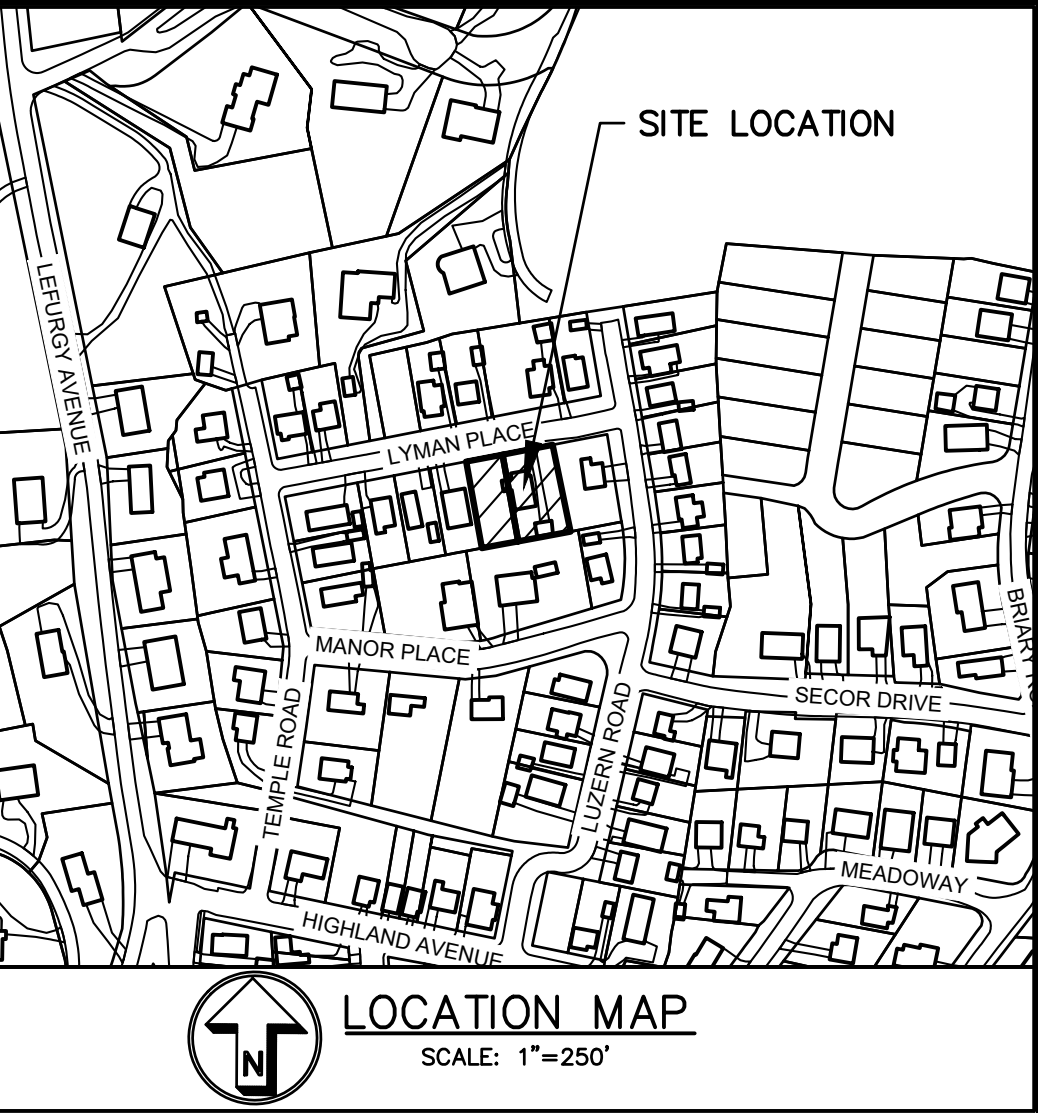 SITE LOCATION
LEFURGY AVENUE
LYMAN PLACE
MANOR PLACE
TEMPLE ROAD
LUZERN ROAD
SECOR DRIVE
MEADOWAY
HIGHLAND AVENUE
N
LOCATION MAP
SCALE: 1"=250'